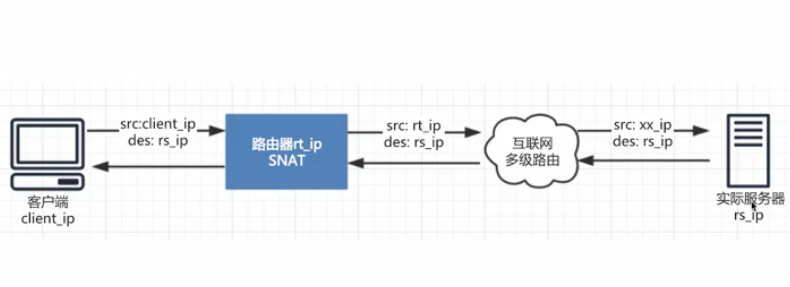 src:client_ip
des: rs_ip
路由器rt_ip
SNAT
src: rt_ip
des: rs_ip
互联网
多级路由
src: xx_ip
des: rs_ip
客户端
client_ip
实际服务器
rs_ip